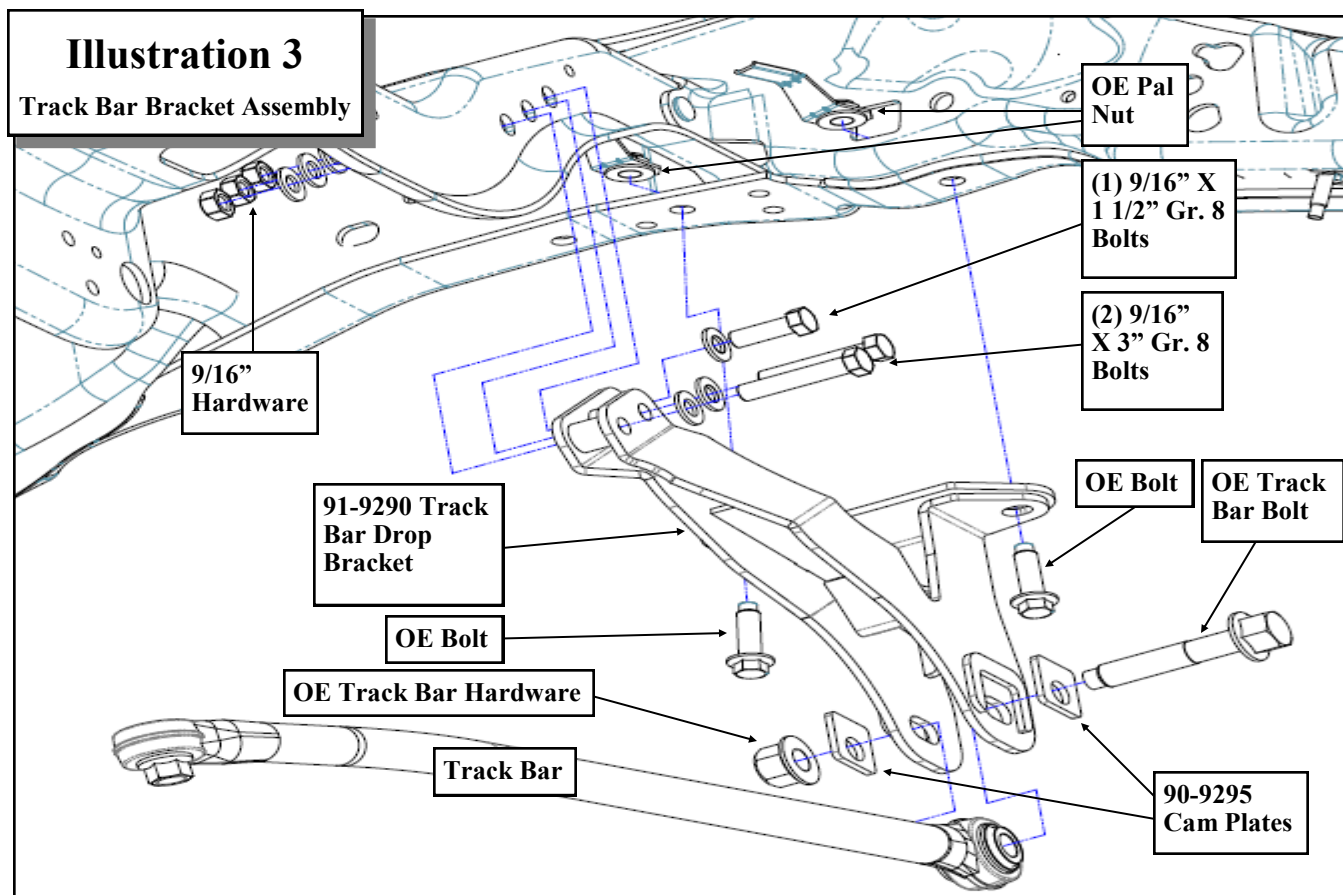 Illustration 3
Track Bar Bracket Assembly
OE Pal
Nut
(1) 9/16” X
1 1/2” Gr. 8
Bolts
(2) 9/16”
X 3” Gr. 8
Bolts
9/16”
Hardware
91-9290 Track
Bar Drop
Bracket
OE Bolt
OE Track
Bar Bolt
OE Bolt
OE Track Bar Hardware
Track Bar
90-9295
Cam Plates